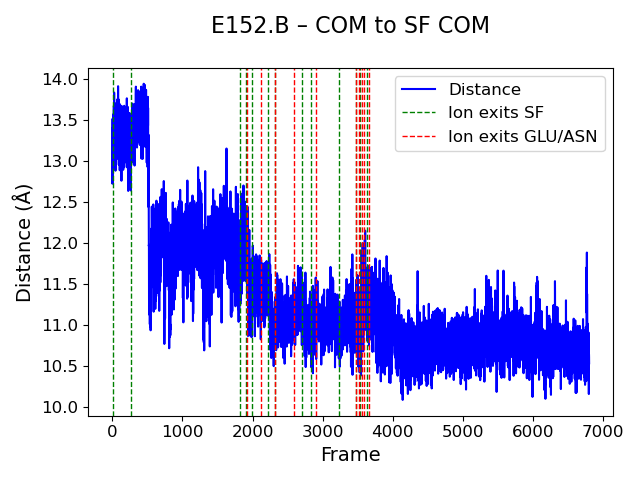 E152.B – COM to SF COM
Distance
Ion exits SF
Ion exits GLU/ASN
14.0
13.5
13.0
12.5
12.0
11.5
11.0
10.5
10.0
Distance (Å)
0 1000 2000 3000 4000 5000 6000 7000
Frame